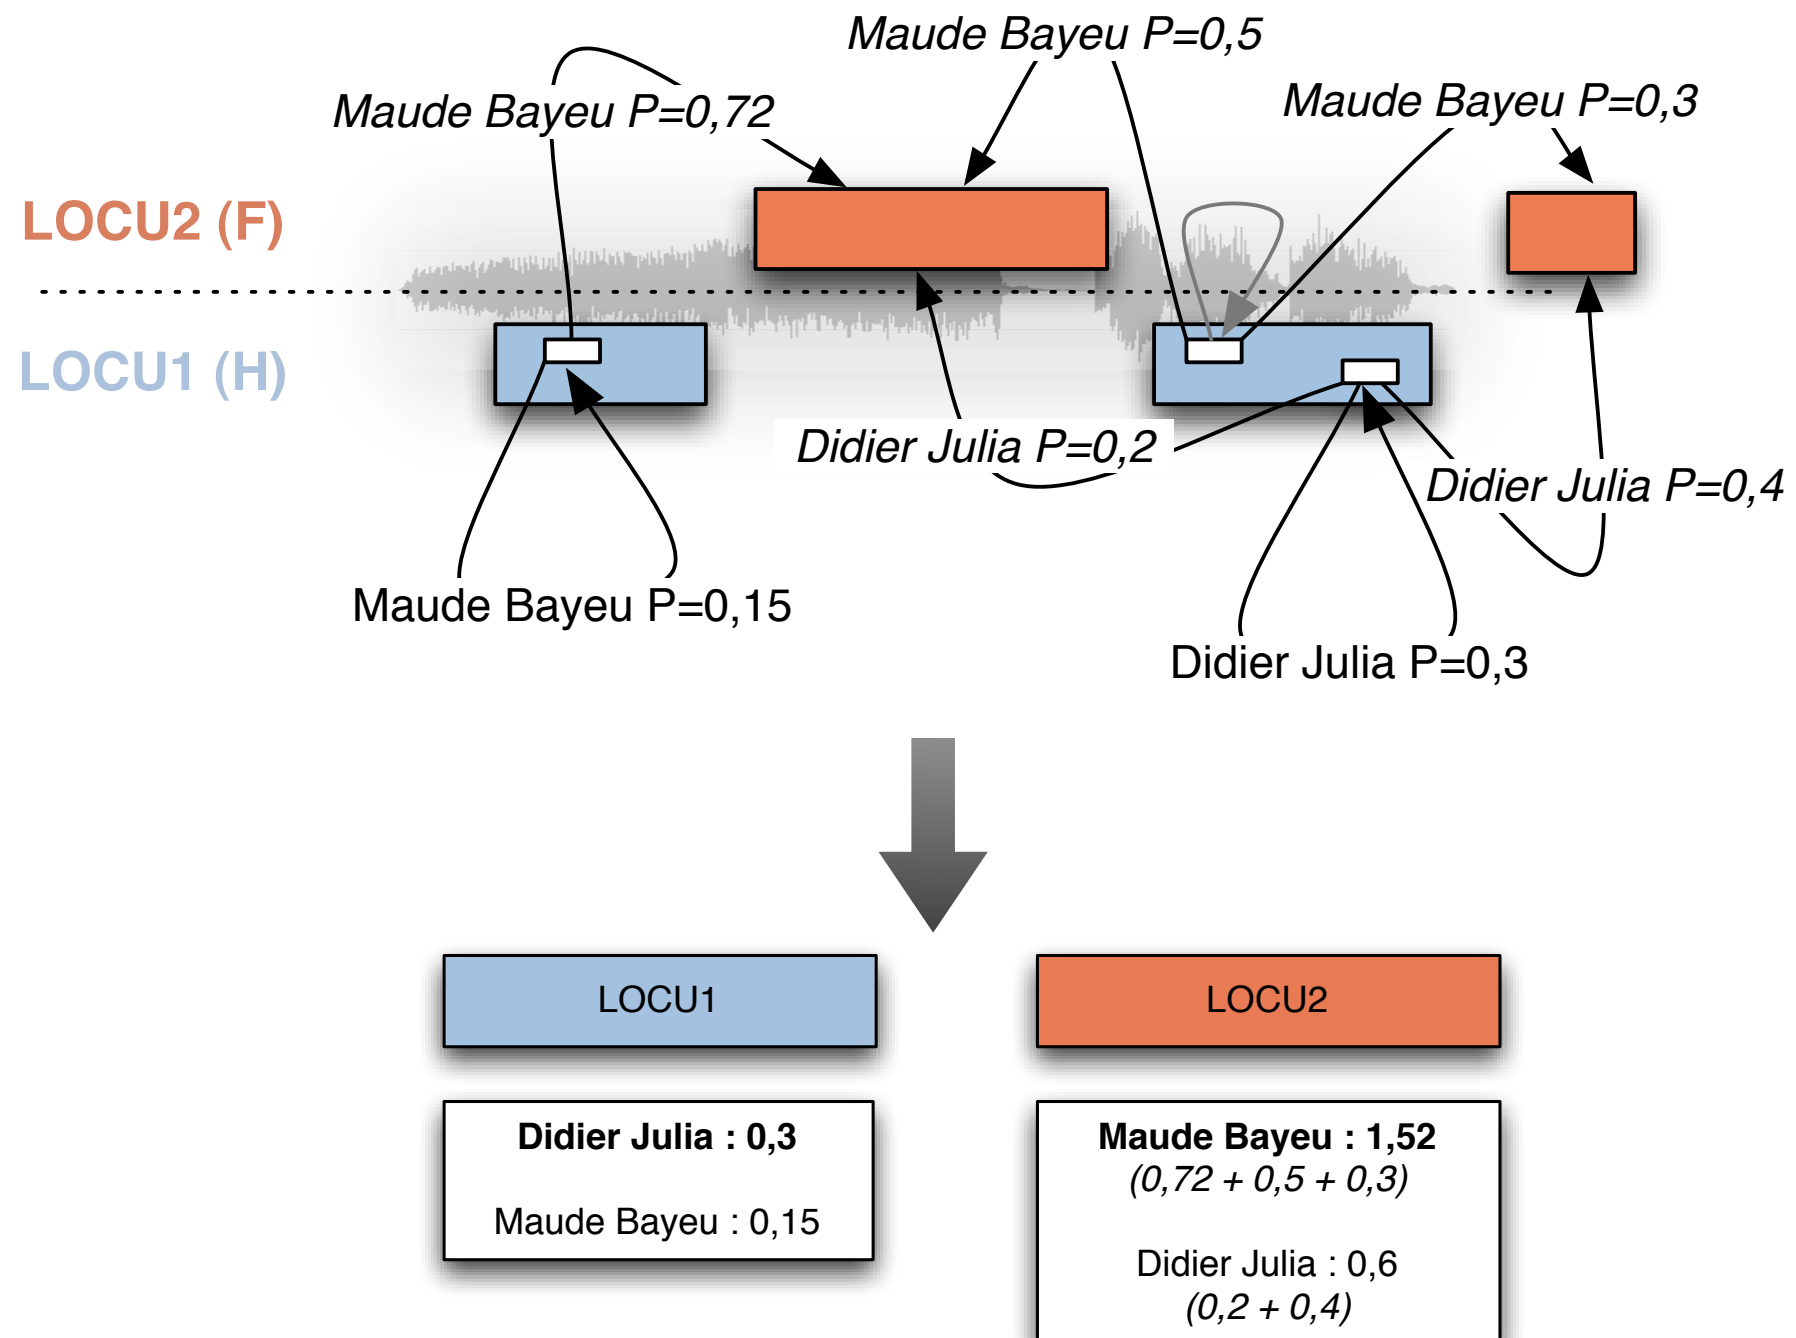 Maude Bayeu P=0,5
Maude Bayeu P=0,72
Maude Bayeu P=0,3
LOCU2 (F)
LOCU1 (H)
Didier Julia P=0,2
Didier Julia P=0,4
Maude Bayeu P=0,15
Didier Julia P=0,3
LOCU1
LOCU2
Didier Julia : 0,3
Maude Bayeu : 0,15
Maude Bayeu : 1,52
(0,72 + 0,5 + 0,3)
Didier Julia : 0,6
(0,2 + 0,4)